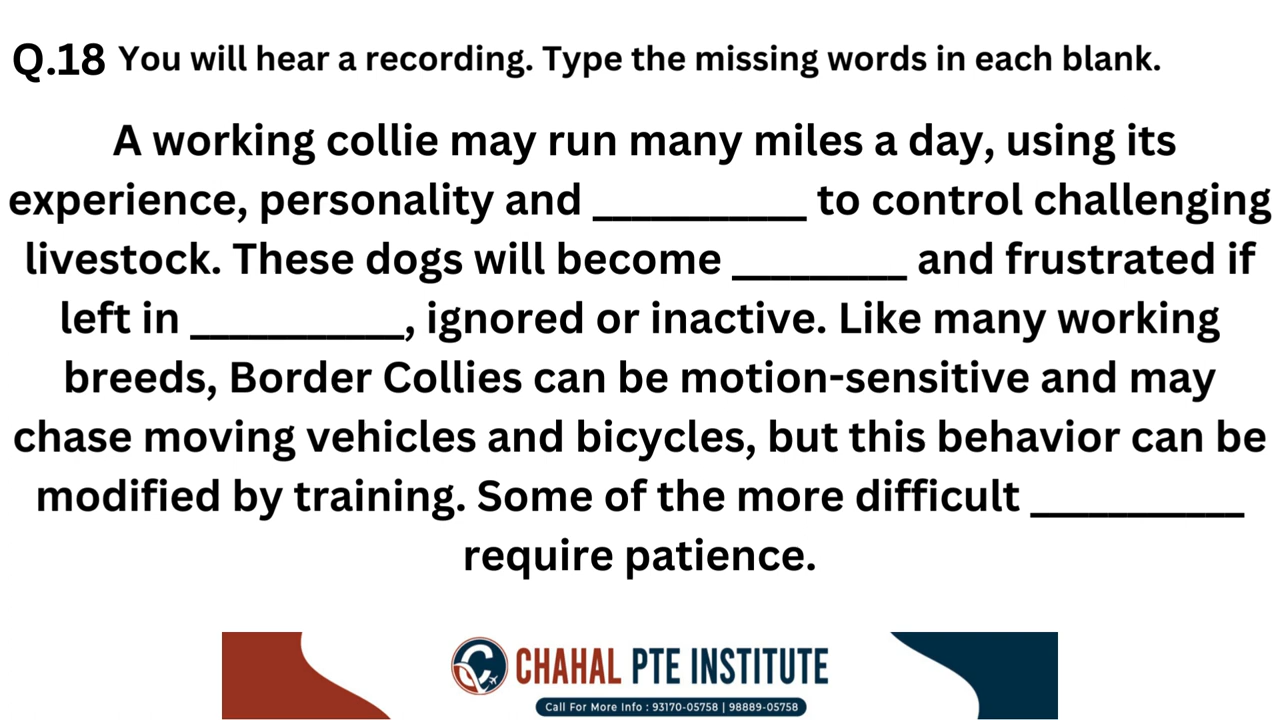 Q.18 You will hear a recording. Type the missing words in each blank.
A working collie may run many miles a day, using its
experience, personality and ___________ to control challenging
livestock. These dogs will become _________ and frustrated if
left in ___________, ignored or inactive. Like many working
breeds, Border Collies can be motion-sensitive and may
chase moving vehicles and bicycles, but this behavior can be
modified by training. Some of the more difficult ___________
require patience.
CHAHAL PTE INSTITUTE
Call For More Info : 93170-05758 | 98889-05758